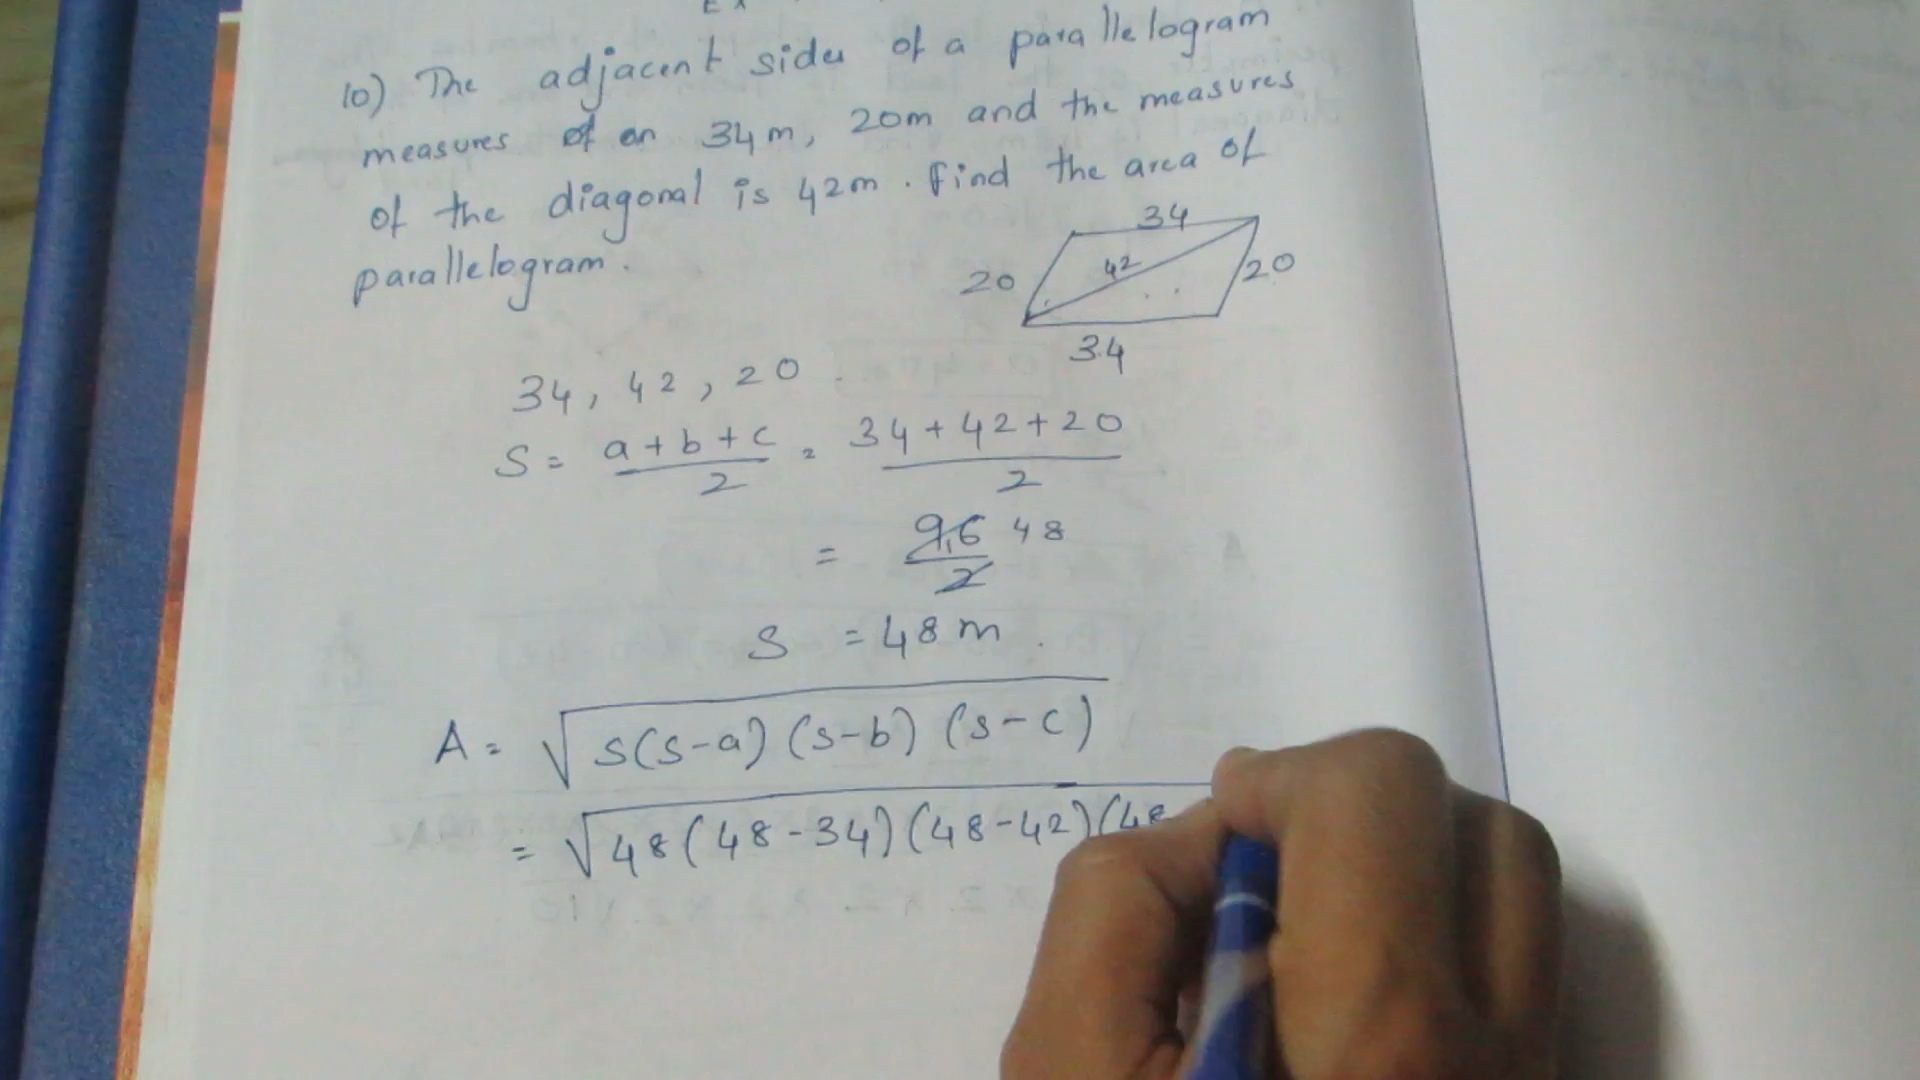 10) The adjacent sides of a parallelogram
measures of an 34m, 20m and the measures
of the diagonal is 42m. Find the area of
parallelogram.
34
20
42
20
34
34, 42, 20
S = a+b+c/2 = 34+42+20/2
= 96/2 48
S = 48 m.
A = √S(S-a)(S-b)(S-c)
= √48(48-34)(48-42)(48